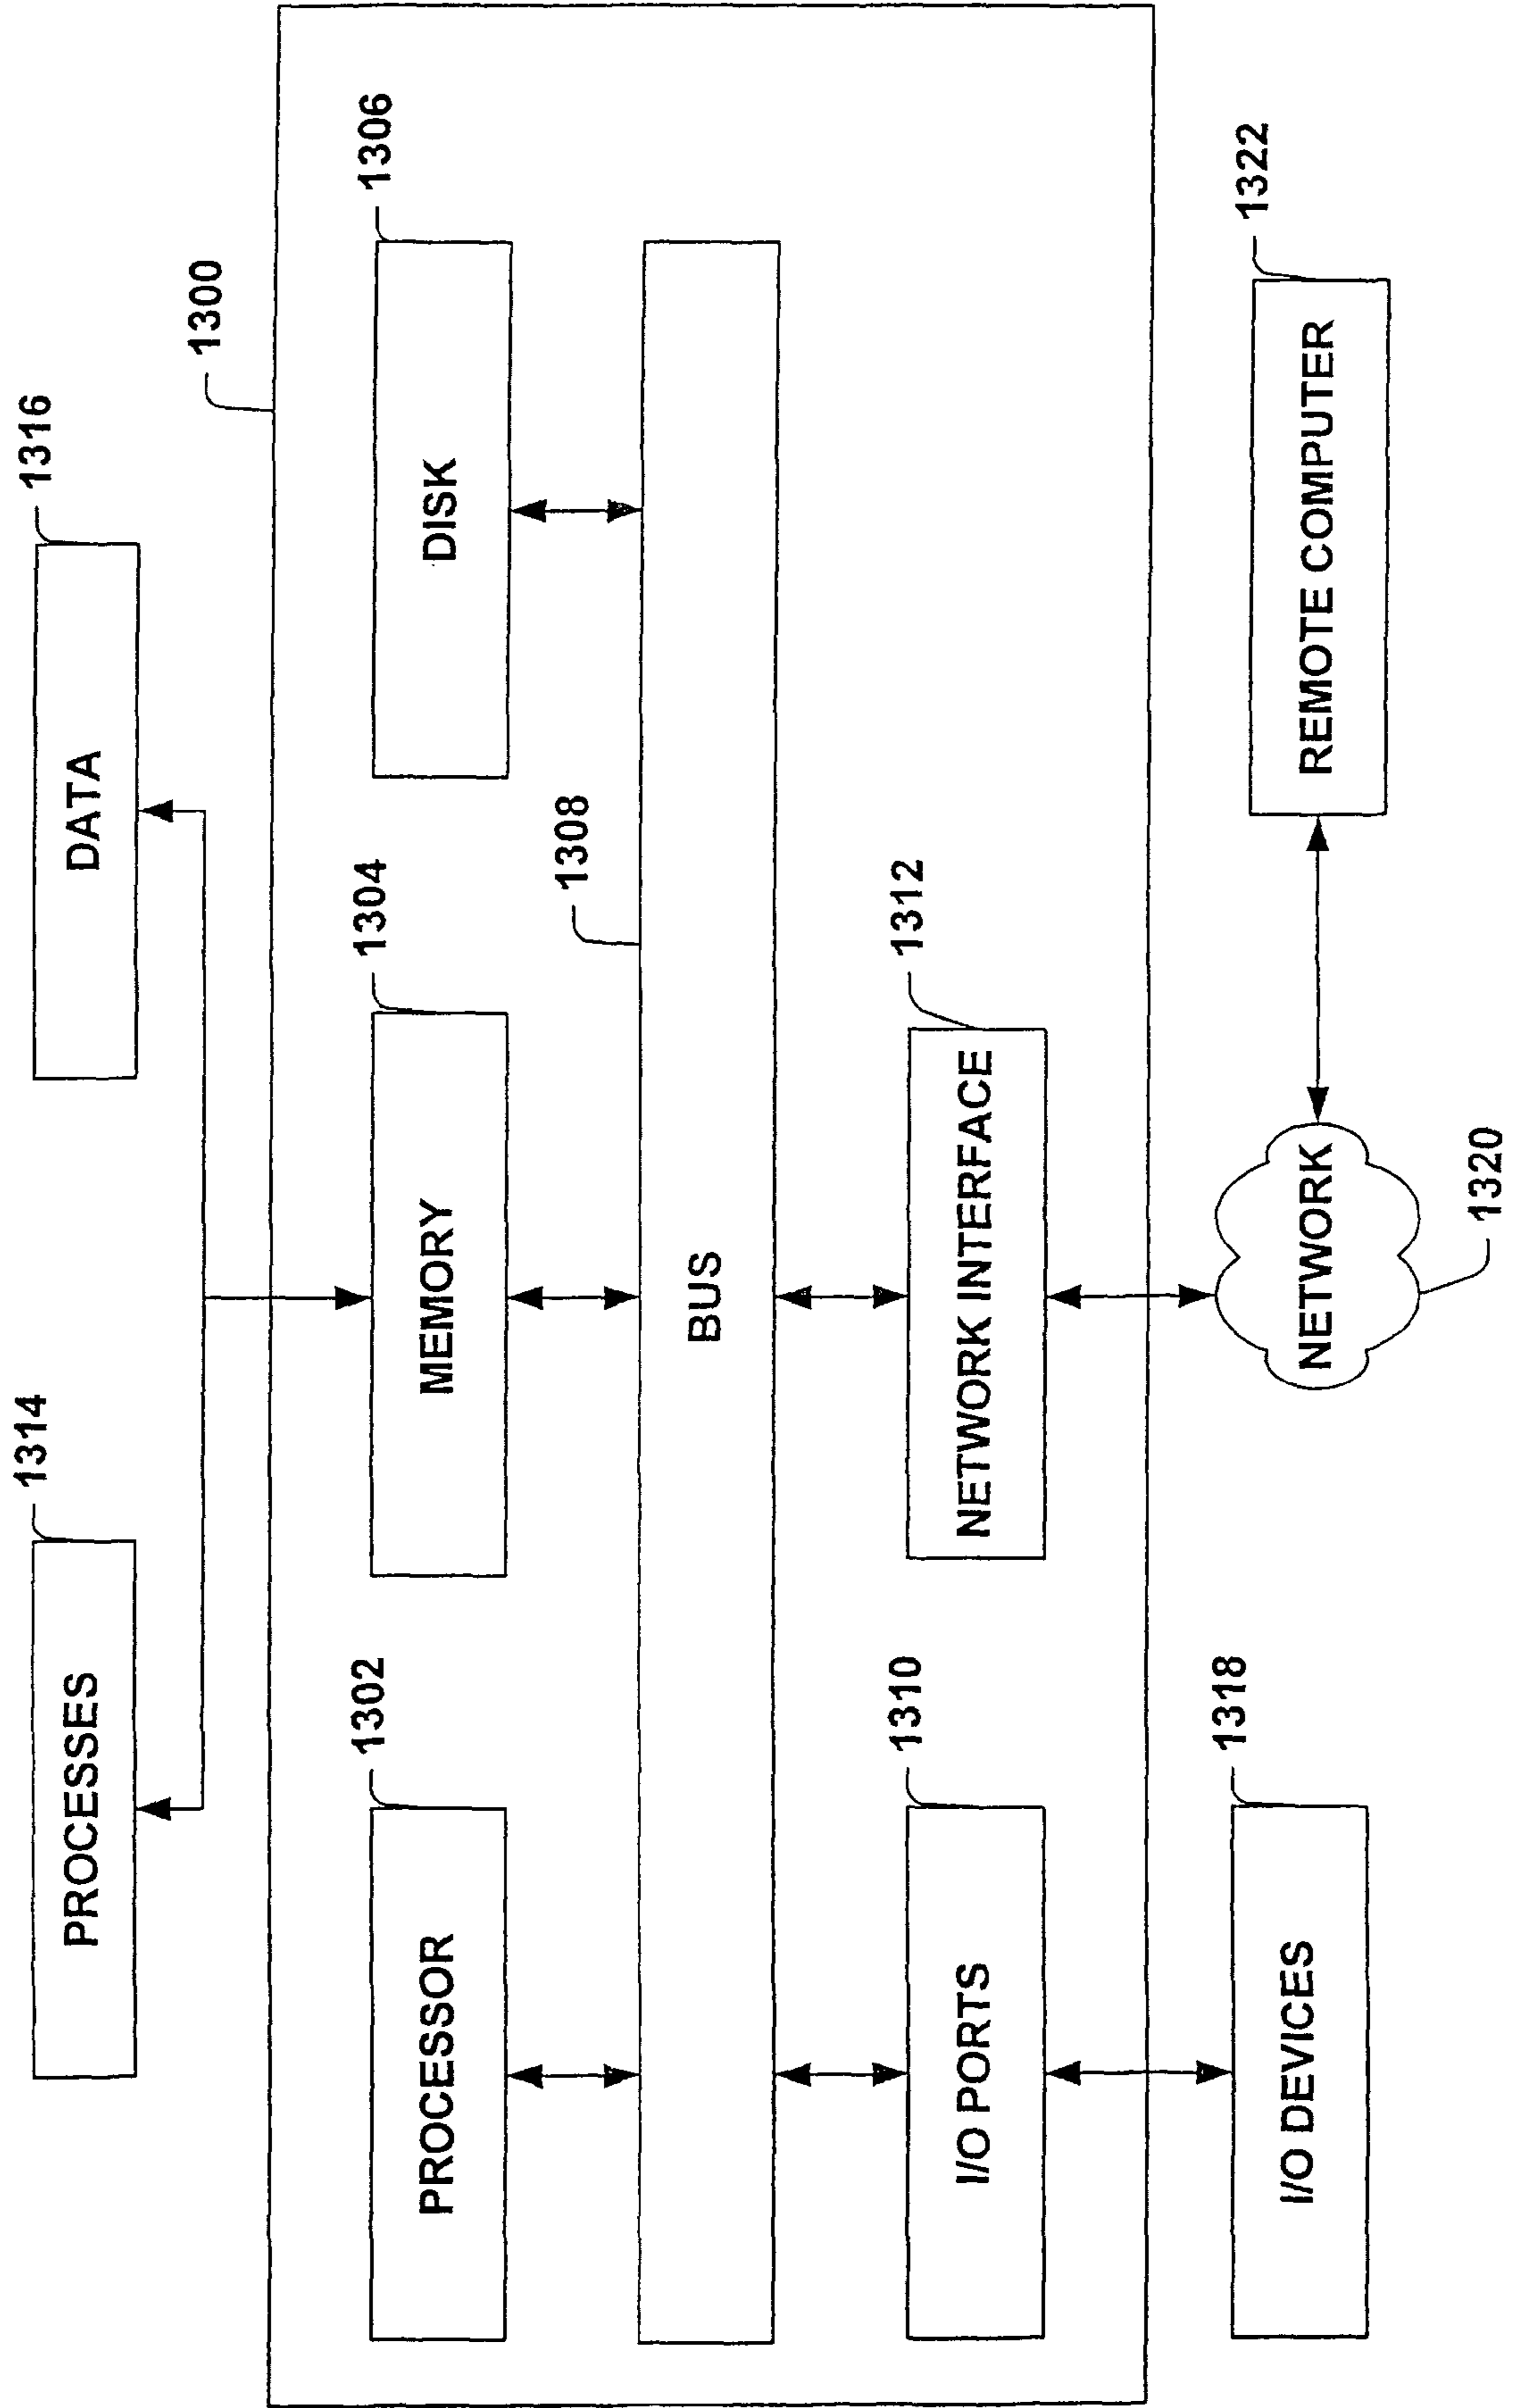 1314
1316
PROCESSES
DATA
1300
1302
1304
1306
PROCESSOR
MEMORY
DISK
1308
BUS
1310
1312
I/O PORTS
NETWORK INTERFACE
1318
1322
I/O DEVICES
NETWORK
REMOTE COMPUTER
1320